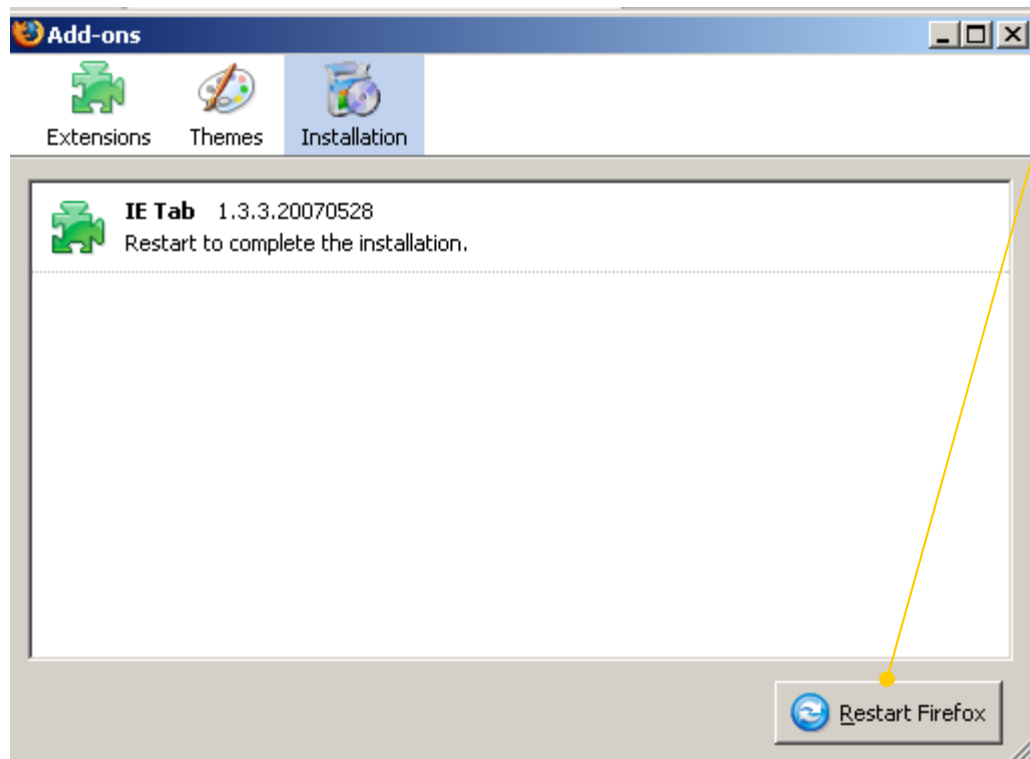 Add-ons
Extensions Themes Installation
IE Tab 1.3.3.20070528
Restart to complete the installation.
Restart Firefox